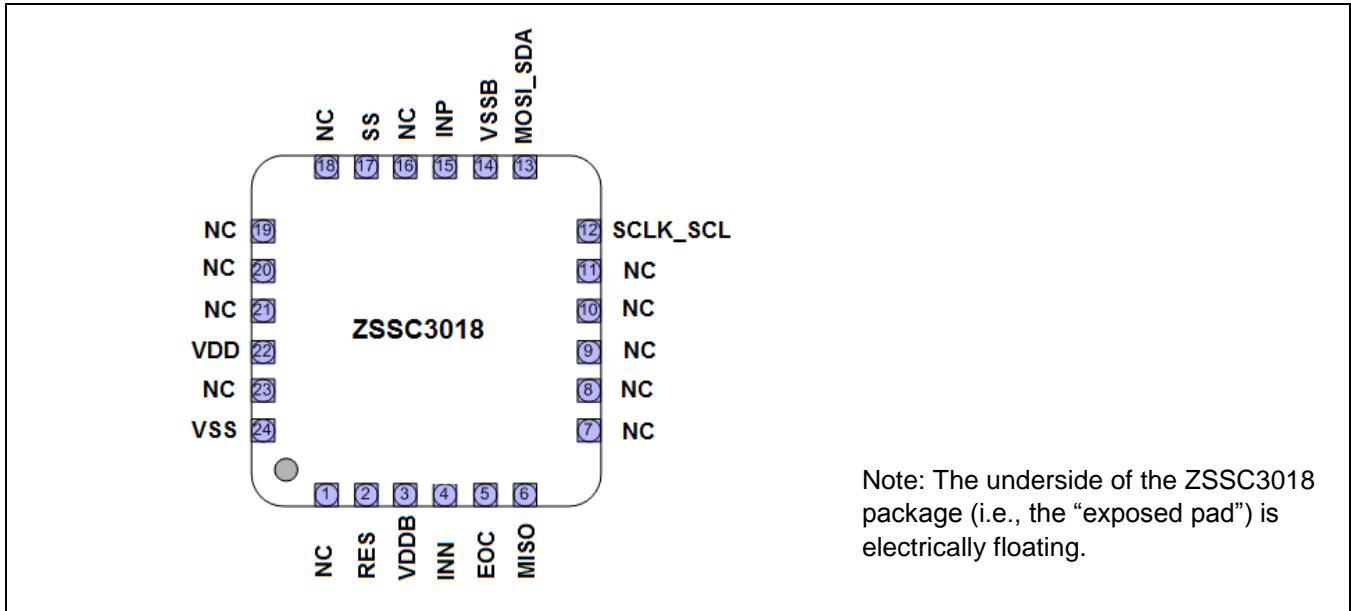 NC
SS
NC
INP
VSSB
MOSI_SDA
18
17
16
15
14
13
NC 19
NC 20
NC 21
VDD 22
NC 23
VSS 24
ZSSC3018
12 SCLK_SCL
11 NC
10 NC
9 NC
8 NC
7 NC
1
2
3
4
5
6
NC
RES
VDDB
INN
EOC
MISO
Note: The underside of the ZSSC3018
package (i.e., the “exposed pad”) is
electrically floating.